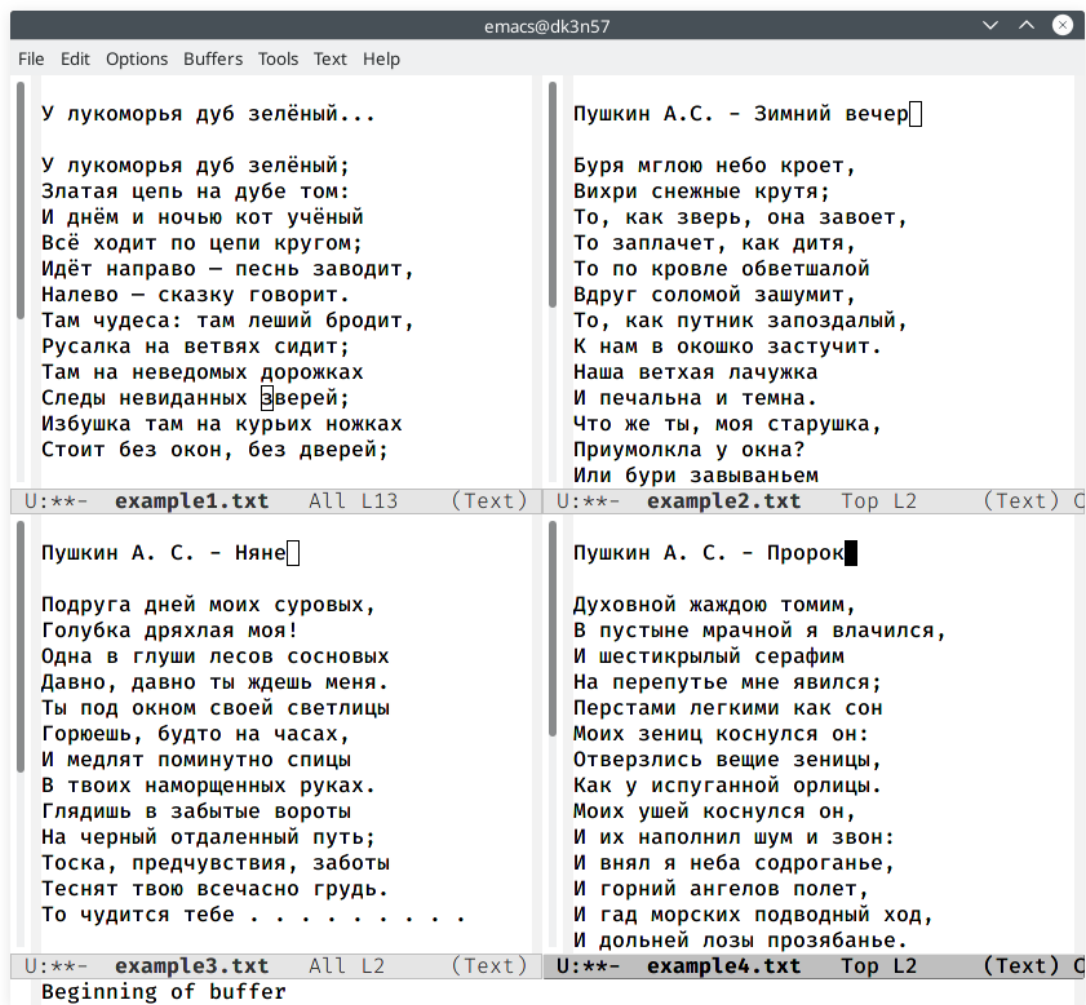 emacs@dk3n57
File Edit Options Buffers Tools Text Help
У лукоморья дуб зелёный...
У лукоморья дуб зелёный;
Златая цепь на дубе том:
И днём и ночью кот учёный
Всё ходит по цепи кругом;
Идёт направо — песнь заводит,
Налево — сказку говорит.
Там чудеса: там леший бродит,
Русалка на ветвях сидит;
Там на неведомых дорожках
Следы невиданных зверей;
Избушка там на курьих ножках
Стоит без окон, без дверей;
U:**- example1.txt All L13 (Text)
Пушкин А.С. - Зимний вечер
Буря мглою небо кроет,
Вихри снежные крутя;
То, как зверь, она завоет,
То заплачет, как дитя,
То по кровле обветшалой
Вдруг соломой зашумит,
То, как путник запоздалый,
К нам в окошко застучит.
Наша ветхая лачужка
И печальна и темна.
Что же ты, моя старушка,
Приумолкла у окна?
Или бури завываньем
U:**- example2.txt Top L2 (Text) C
Пушкин А. С. - Няне
Подруга дней моих суровых,
Голубка дряхлая моя!
Одна в глуши лесов сосновых
Давно, давно ты ждешь меня.
Ты под окном своей светлицы
Горюешь, будто на часах,
И медлят поминутно спицы
В твоих наморщенных руках.
Глядишь в забытые вороты
На черный отдаленный путь;
Тоска, предчувствия, заботы
Теснят твою всечасно грудь.
То чудится тебе . . . . . . . . .
U:**- example3.txt All L2 (Text)
Пушкин А. С. - Пророк
Духовной жаждою томим,
В пустыне мрачной я влачился,
И шестикрылый серафим
На перепутье мне явился;
Перстами легкими как сон
Моих зениц коснулся он:
Отверзлись вещие зеницы,
Как у испуганной орлицы.
Моих ушей коснулся он,
И их наполнил шум и звон:
И внял я неба содроганье,
И горний ангелов полет,
И гад морских подводный ход,
И дольней лозы прозябанье.
U:**- example4.txt Top L2 (Text) C
Beginning of buffer